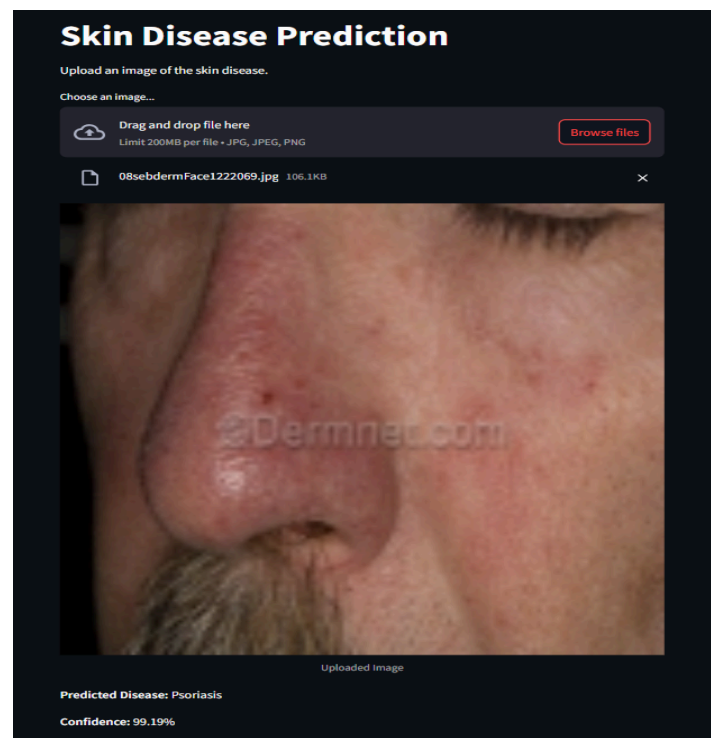 Skin Disease Prediction
Upload an image of the skin disease.
Choose an image...
Drag and drop file here
Limit 200MB per file • JPG, JPEG, PNG
Browse files
08sebdermFace1222069.jpg 106.1KB
©Dermnet.com
Uploaded Image
Predicted Disease: Psoriasis
Confidence: 99.19%